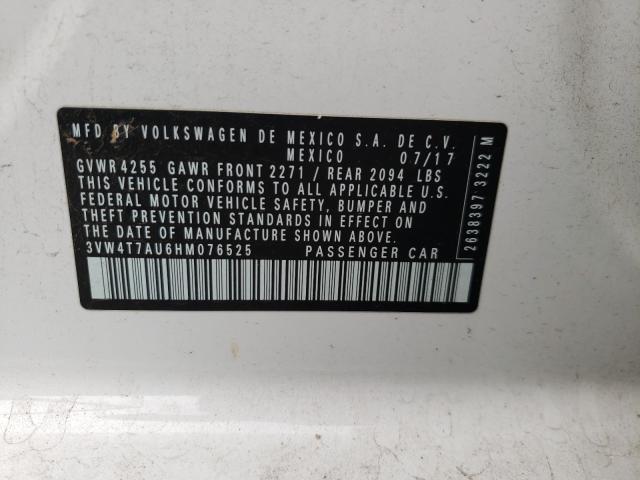 MFD BY VOLKSWAGEN DE MEXICO S.A. DE C.V.
MEXICO 07/17
GVWR 4255 GAWR FRONT 2271 / REAR 2094 LBS
THIS VEHICLE CONFORMS TO ALL APPLICABLE U.S.
FEDERAL MOTOR VEHICLE SAFETY, BUMPER AND
THEFT PREVENTION STANDARDS IN EFFECT ON
THE DATE OF MANUFACTURE SHOWN ABOVE.
3VW4T7AU6HM076525 PASSENGER CAR
2638397 3222 M